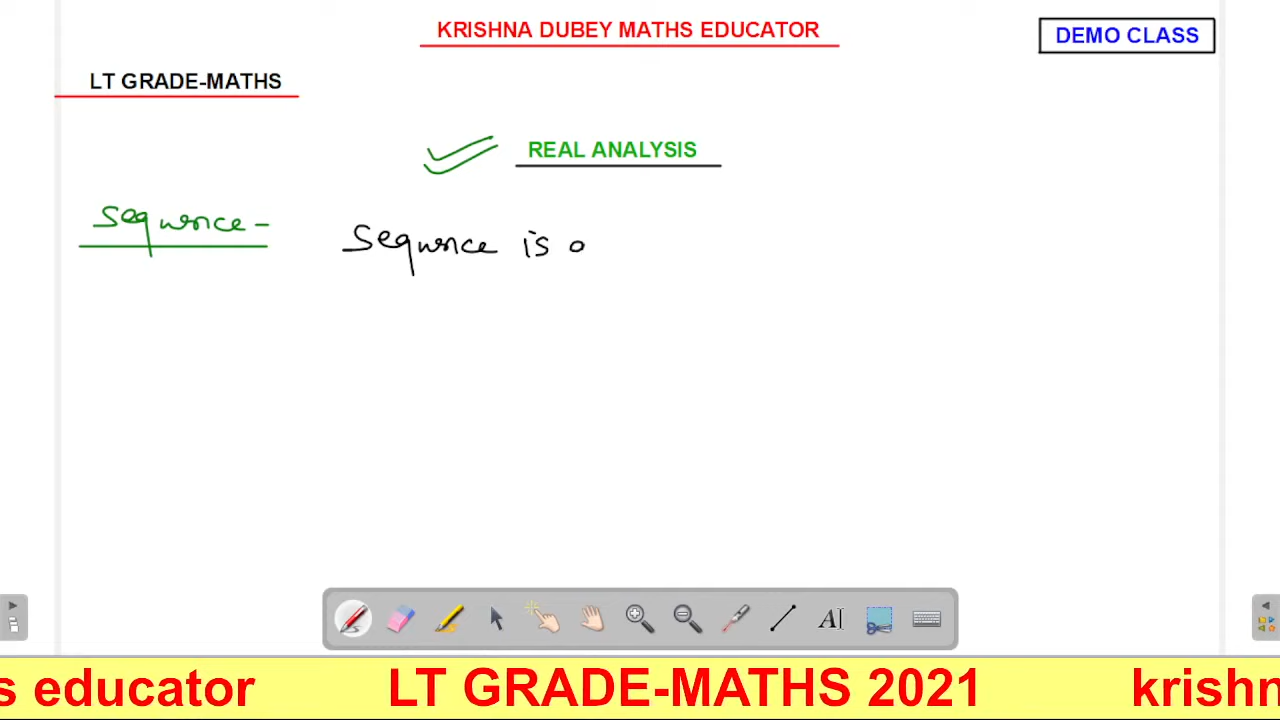 KRISHNA DUBEY MATHS EDUCATOR
DEMO CLASS
LT GRADE-MATHS
REAL ANALYSIS
Sequence -
Sequence is a
AI
s educator LT GRADE-MATHS 2021 krishn